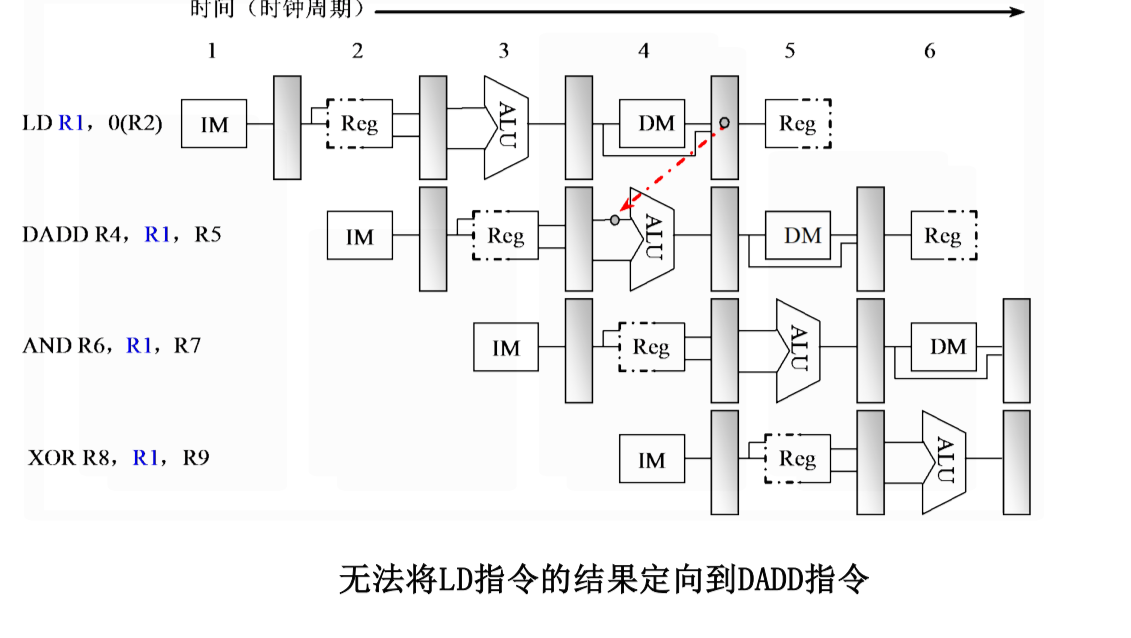 时间（时钟周期）
1 2 3 4 5 6
LD R1，0(R2) IM Reg ALU DM Reg
DADD R4，R1，R5 IM Reg ALU DM Reg
AND R6，R1，R7 IM Reg ALU DM
XOR R8，R1，R9 IM Reg ALU
无法将LD指令的结果定向到DADD指令